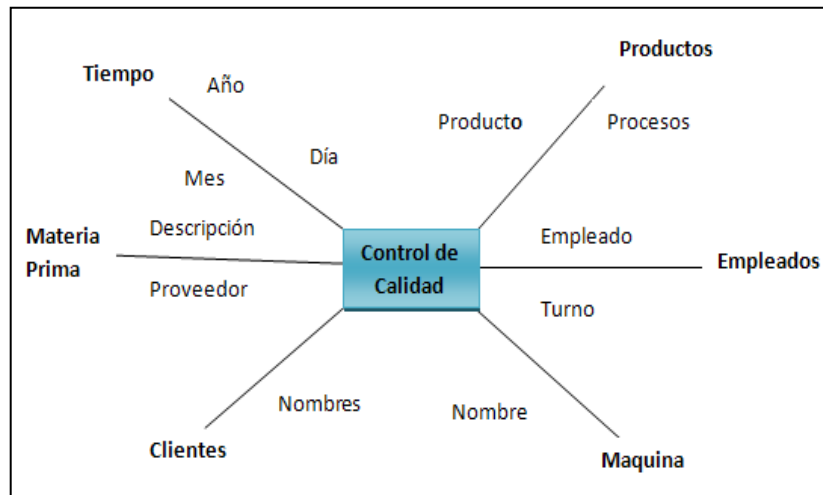 Productos
Tiempo
Año
Producto
Procesos
Día
Mes
Descripción
Materia
Prima
Proveedor
Control de
Calidad
Empleado
Empleados
Turno
Nombres
Nombre
Clientes
Maquina